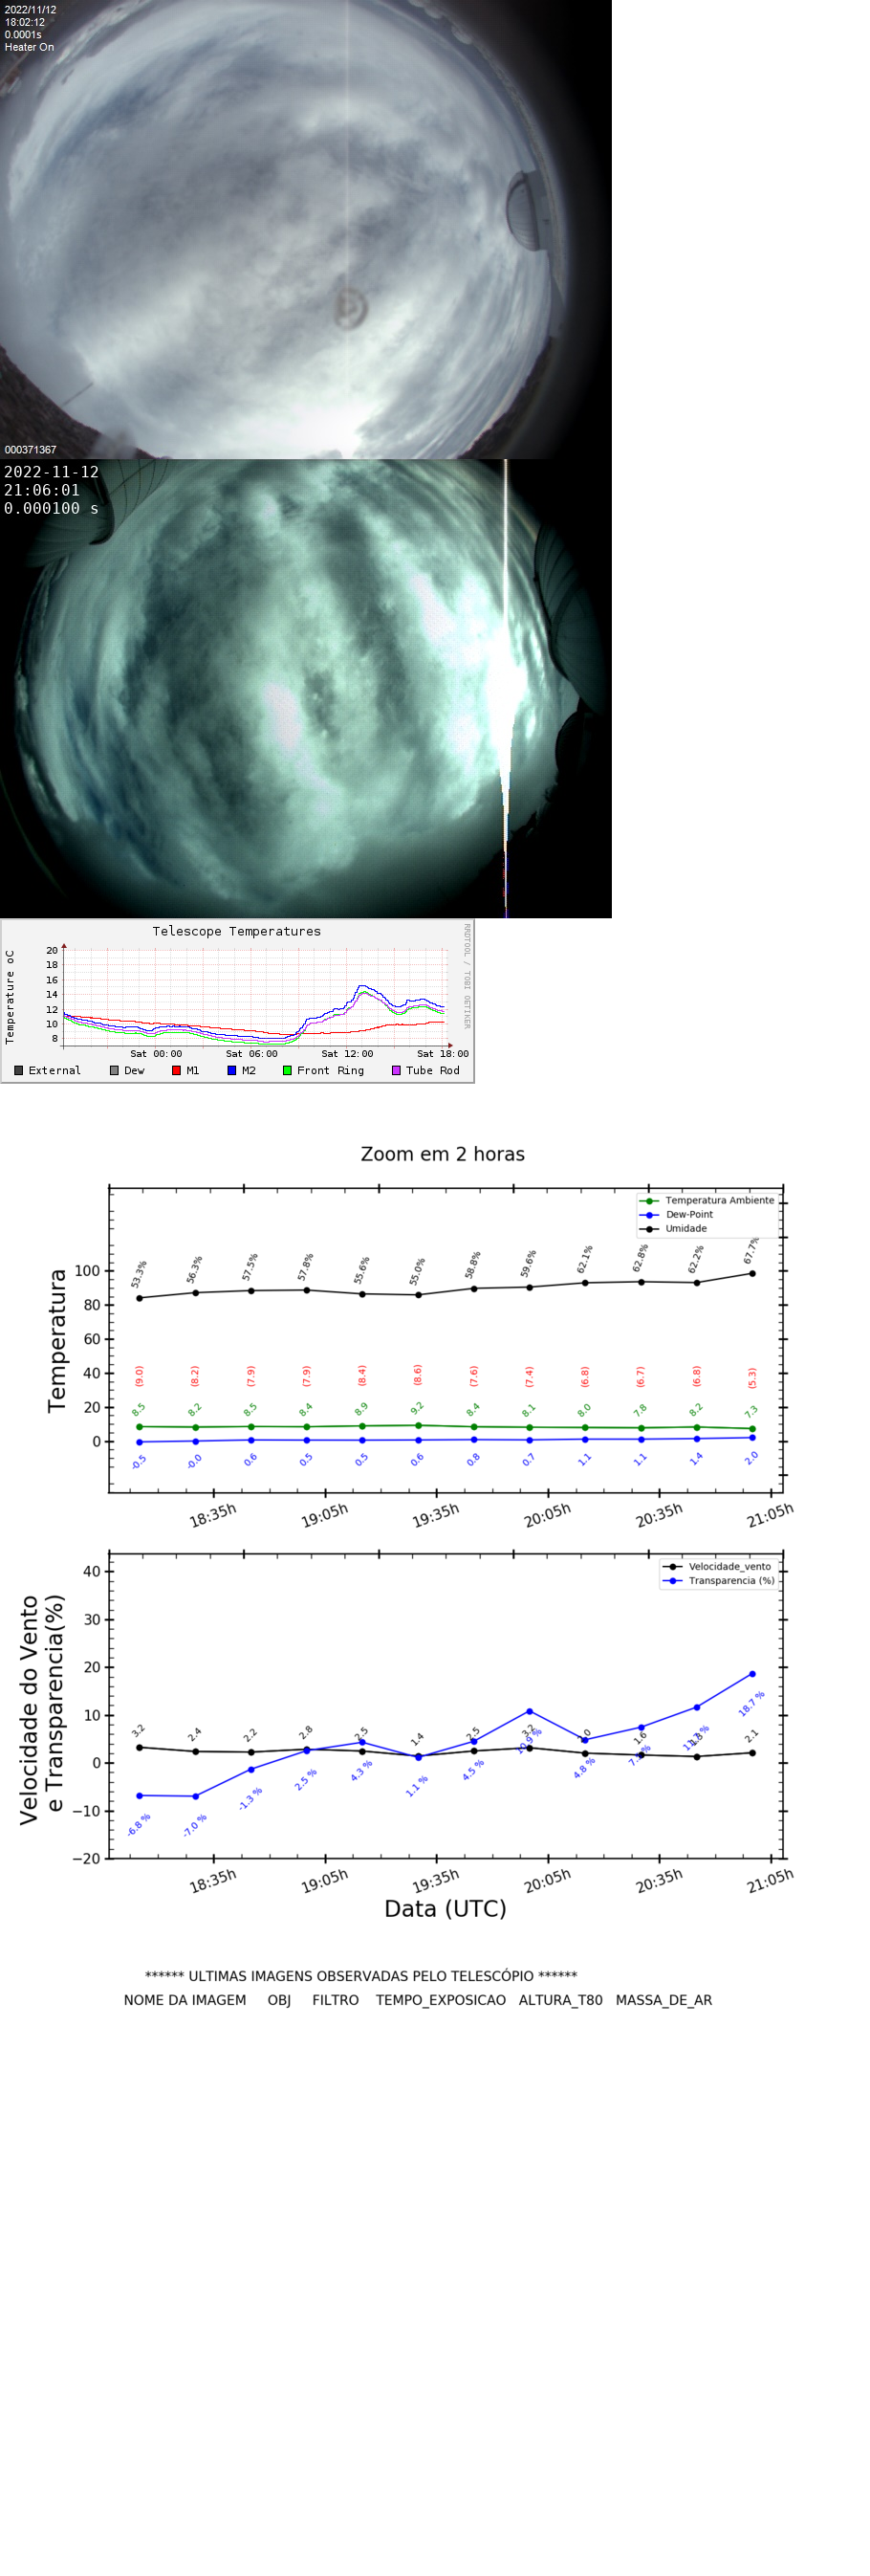 2022/11/12
18:02:12
0.0001s
Heater On
000371367
2022-11-12
21:06:01
0.000100 s
Telescope Temperatures
Temperature oC
RRDTOOL / TOBI OETIKER
20
18
16
14
12
10
8
Sat 00:00 Sat 06:00 Sat 12:00 Sat 18:00
External Dew M1 M2 Front Ring Tube Rod
Zoom em 2 horas
Temperatura Ambiente
Dew-Point
Umidade
Temperatura
100
80
60
40
20
0
53.3% 56.3% 57.5% 57.8% 55.6% 55.0% 58.8% 59.6% 62.1% 62.8% 62.2% 67.7%
(9.0) (8.2) (7.9) (7.9) (8.4) (8.6) (7.6) (7.4) (6.8) (6.7) (6.8) (5.3)
8.5 8.2 8.5 8.4 8.9 9.2 8.4 8.1 8.0 7.8 8.2 7.3
-0.5 -0.0 0.6 0.5 0.5 0.6 0.8 0.7 1.1 1.1 1.4 2.0
18:35h 19:05h 19:35h 20:05h 20:35h 21:05h
Velocidade_vento
Transparencia (%)
Velocidade do Vento
e Transparencia(%)
40
30
20
10
0
−10
−20
3.2 2.4 2.2 2.8 2.5 1.4 2.5 3.2 1.6 2.1
-6.8 % -7.0 % -1.3 % 2.5 % 4.3 % 1.1 % 4.5 % 10.9 % 4.8 % 18.7 %
18:35h 19:05h 19:35h 20:05h 20:35h 21:05h
Data (UTC)
****** ULTIMAS IMAGENS OBSERVADAS PELO TELESCÓPIO ******
NOME DA IMAGEM OBJ FILTRO TEMPO_EXPOSICAO ALTURA_T80 MASSA_DE_AR